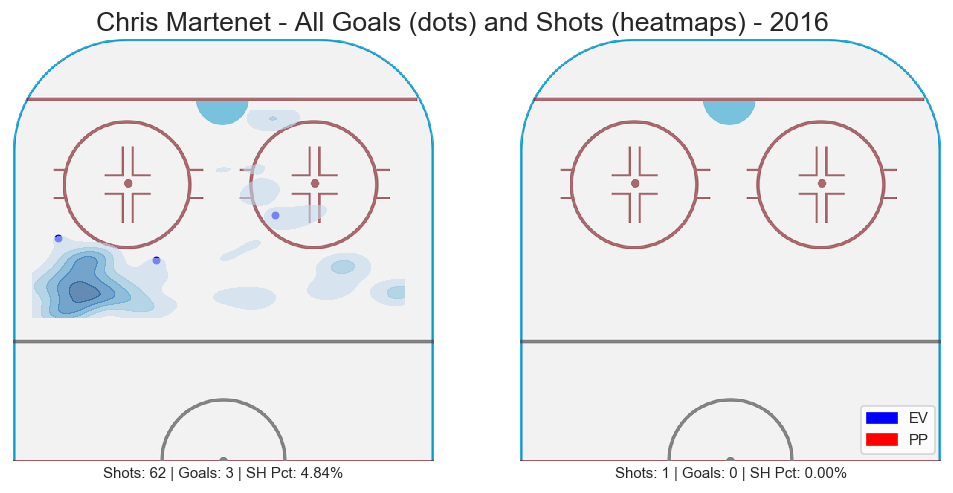 Chris Martenet - All Goals (dots) and Shots (heatmaps) - 2016
EV
PP
Shots: 62 | Goals: 3 | SH Pct: 4.84%
Shots: 1 | Goals: 0 | SH Pct: 0.00%